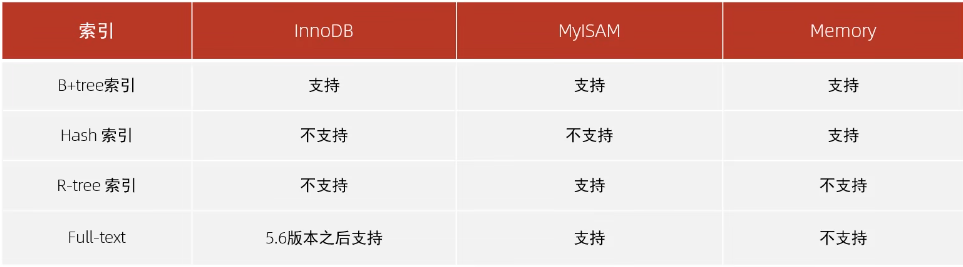 索引 InnoDB MyISAM Memory
B+tree索引 支持 支持 支持
Hash 索引 不支持 不支持 支持
R-tree 索引 不支持 支持 不支持
Full-text 5.6版本之后支持 支持 不支持